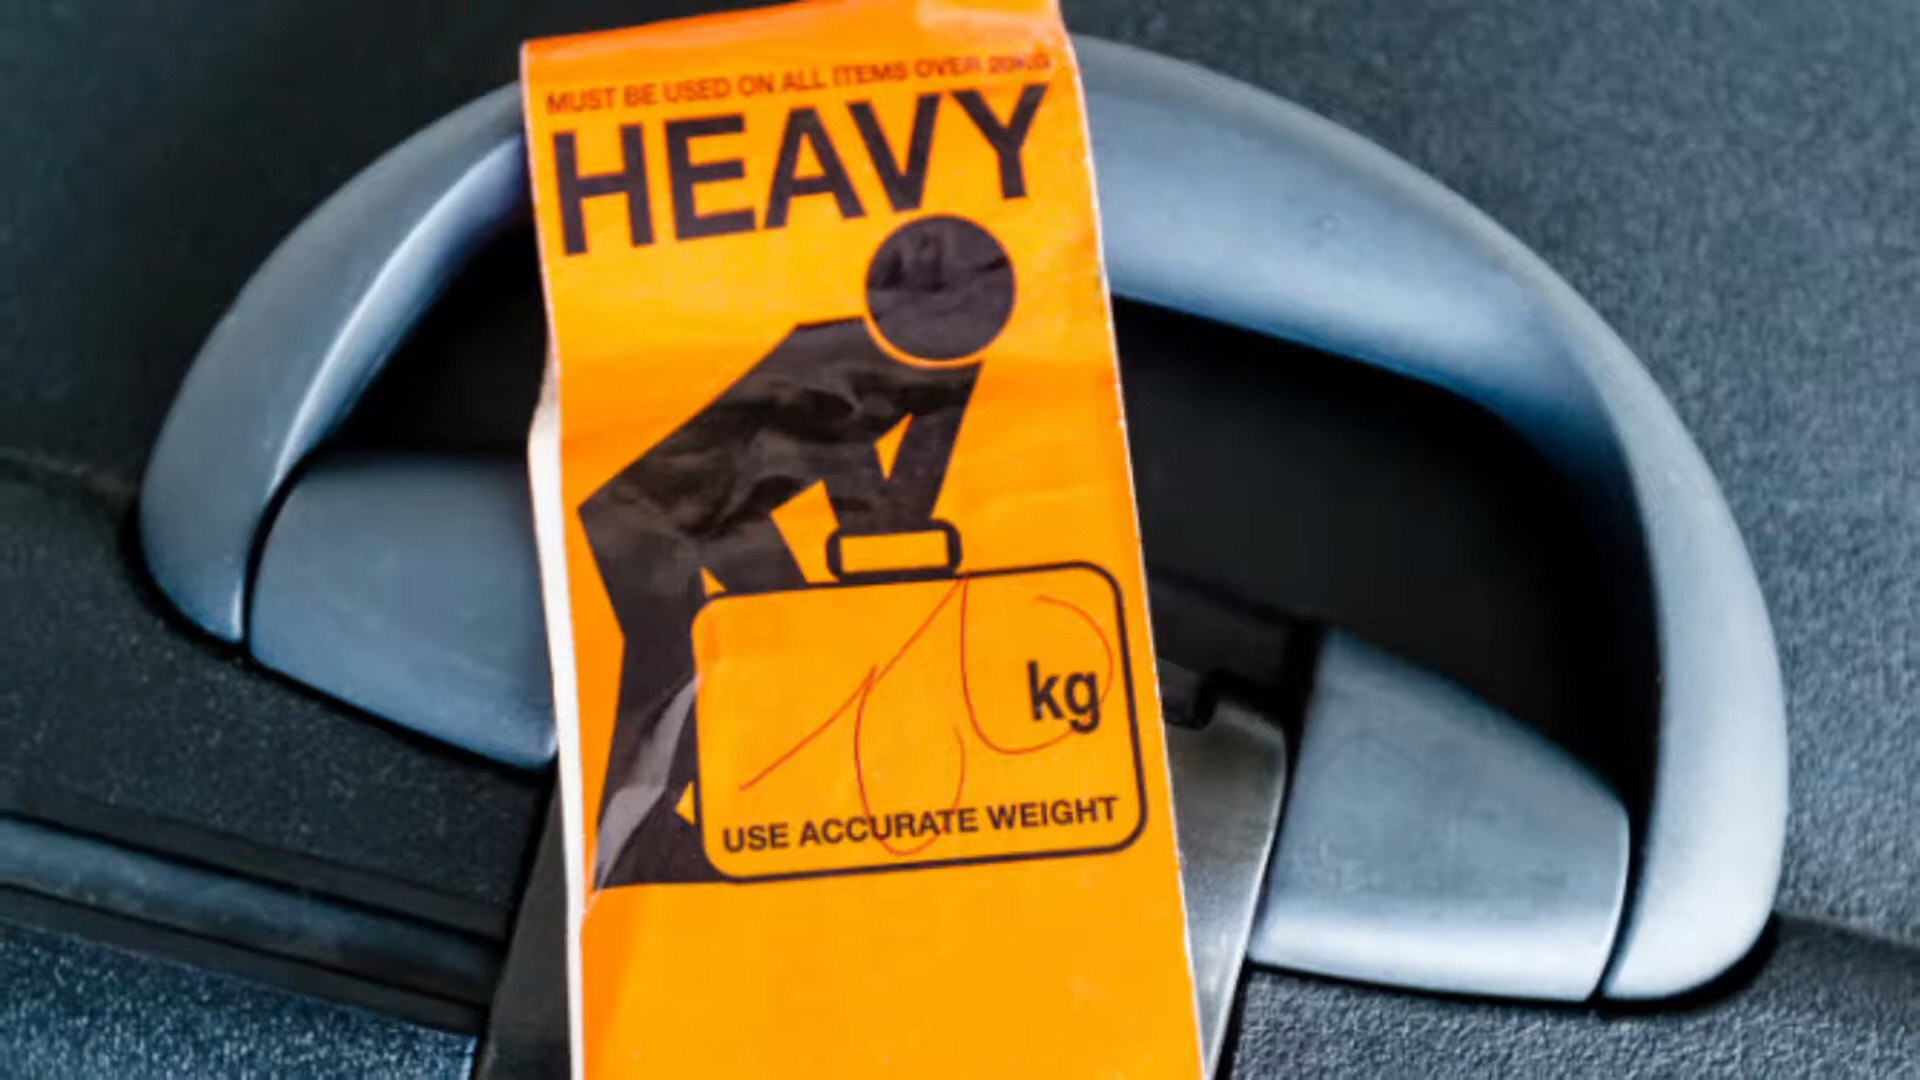 MUST BE USED ON ALL ITEMS OVER 20KG
HEAVY
kg
USE ACCURATE WEIGHT